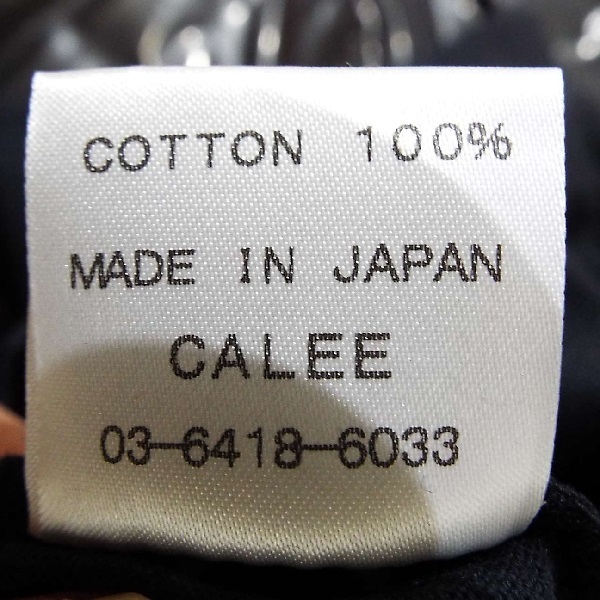 COTTON 100%
MADE IN JAPAN
CALEE
03-6418-6033